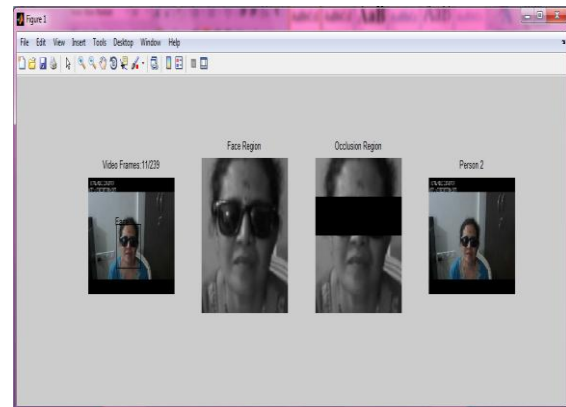 Figure 1
File Edit View Insert Tools Desktop Window Help
Face Region
Occlusion Region
Video Frames:11/239
Person 2